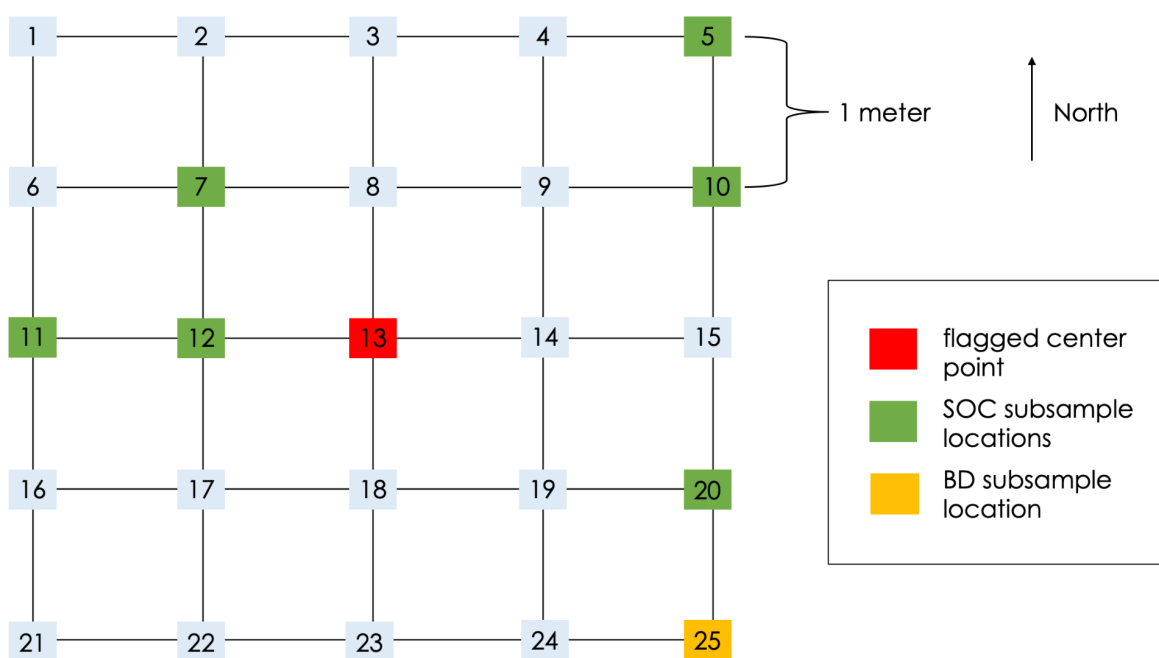 1 2 3 4 5
1 meter
North
6 7 8 9 10
11 12 13 14 15
flagged center
point
SOC subsample
locations
BD subsample
location
16 17 18 19 20
21 22 23 24 25